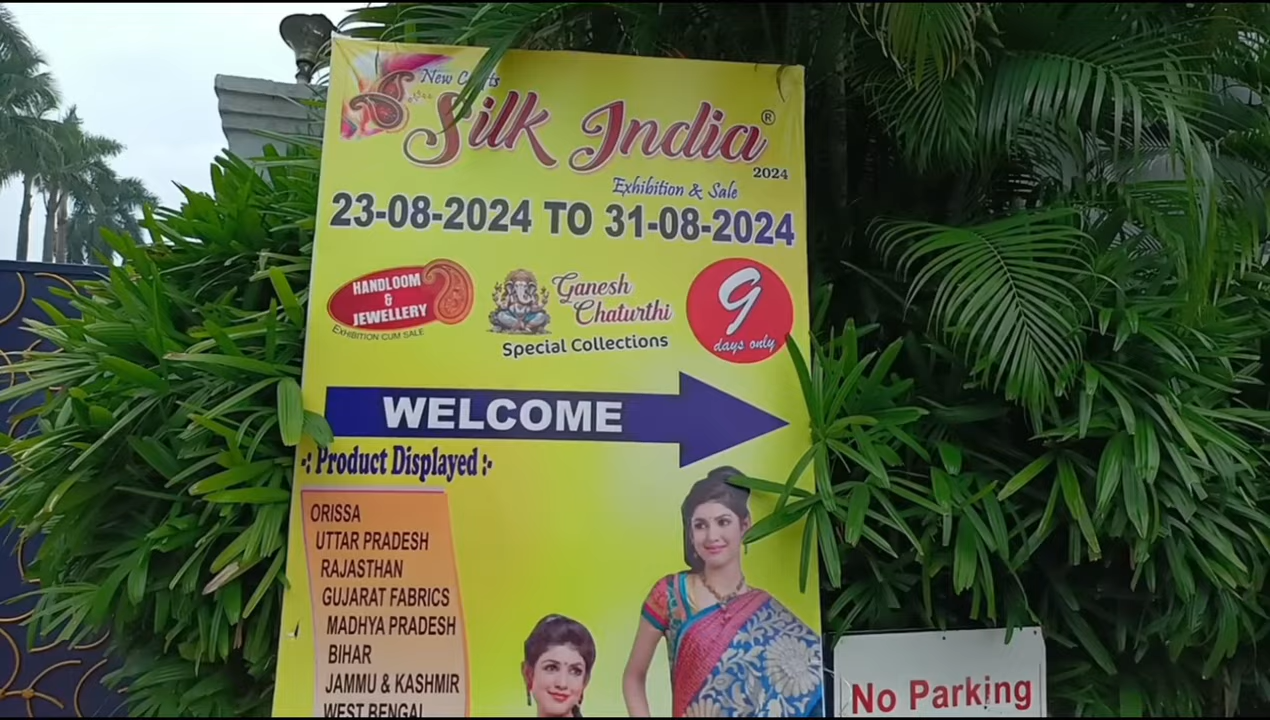 New Crafts
Silk India®
2024
Exhibition & Sale
23-08-2024 TO 31-08-2024
HANDLOOM
&
JEWELLERY
EXHIBITION CUM SALE
Ganesh
Chaturthi
Special Collections
9
days only
WELCOME
-: Product Displayed :-
ORISSA
UTTAR PRADESH
RAJASTHAN
GUJARAT FABRICS
MADHYA PRADESH
BIHAR
JAMMU & KASHMIR
WEST BENGAL
No Parking